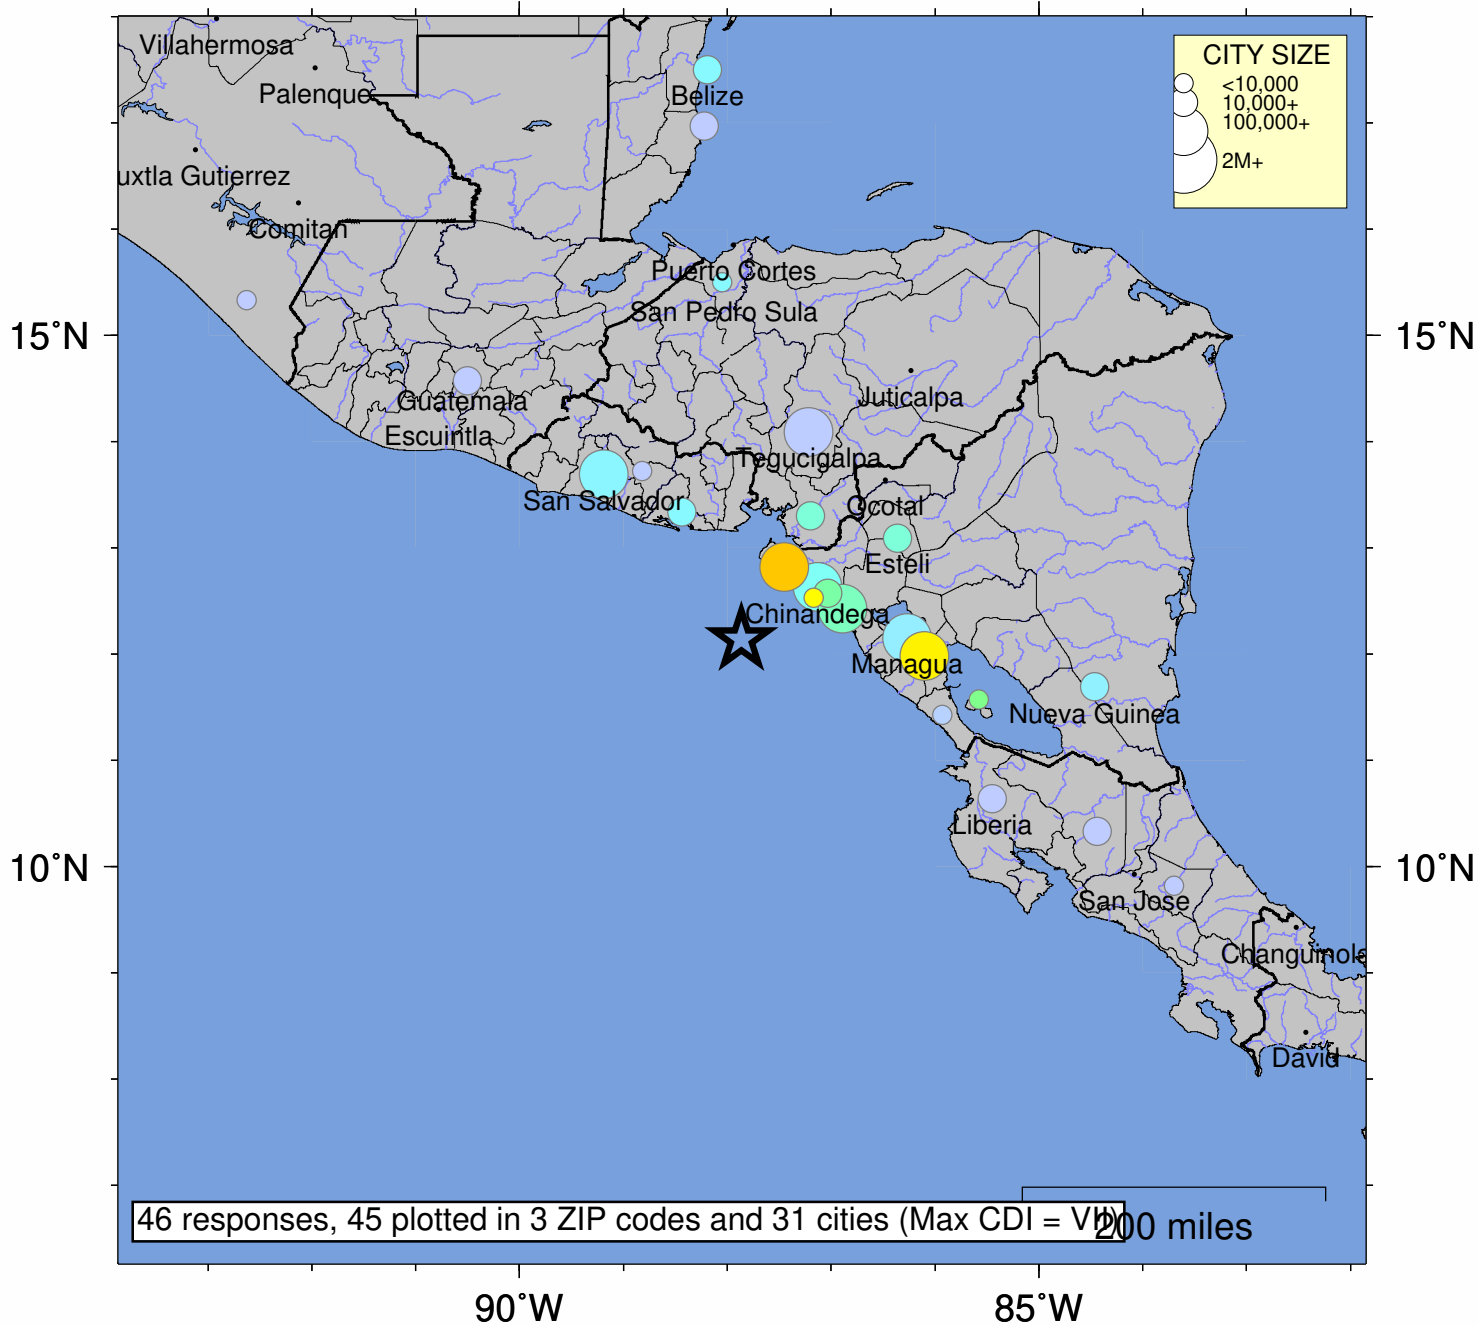 Villahermosa
CITY SIZE
<10,000
10,000+
100,000+
2M+
Palenque
Belize
uxtla Gutierrez
Comitan
Puerto Cortes
San Pedro Sula
15˚N
15˚N
Guatemala
Juticalpa
Escuintla
Tegucigalpa
San Salvador
Ocotal
Esteli
Chinandega
Managua
Nueva Guinea
Liberia
10˚N
10˚N
San Jose
Changuinola
David
46 responses, 45 plotted in 3 ZIP codes and 31 cities (Max CDI = VII)
200 miles
90˚W
85˚W